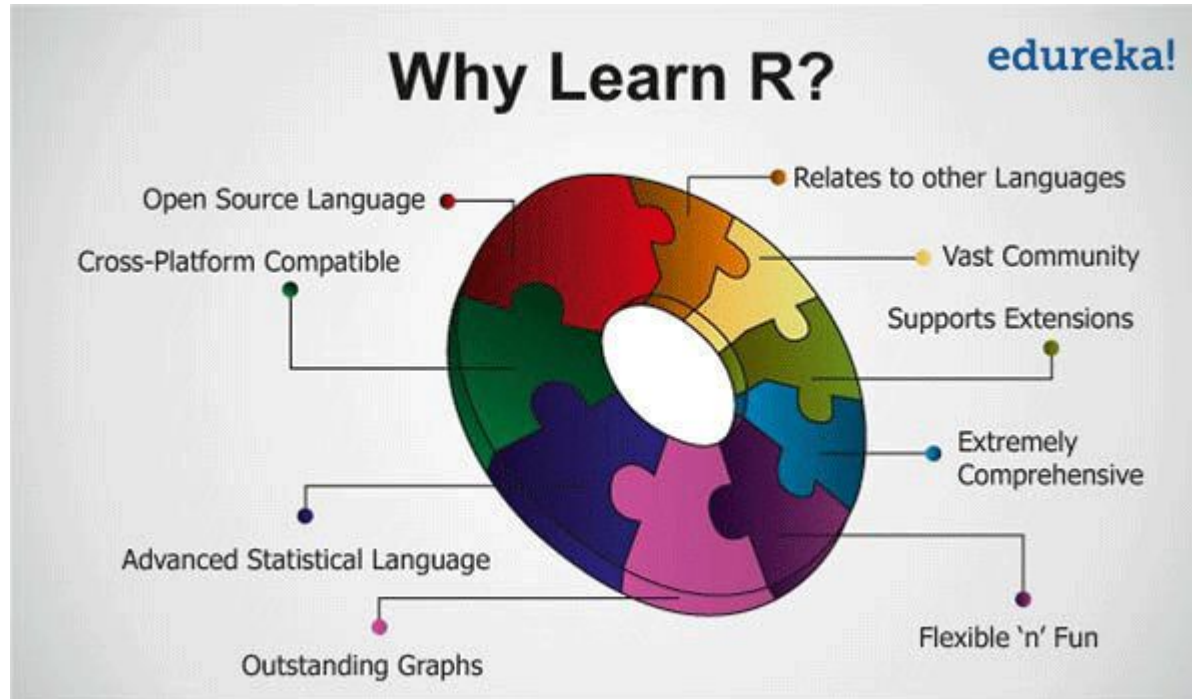 Why Learn R?
edureka!
Open Source Language
Relates to other Languages
Cross-Platform Compatible
Vast Community
Supports Extensions
Extremely
Comprehensive
Advanced Statistical Language
Flexible ‘n’ Fun
Outstanding Graphs